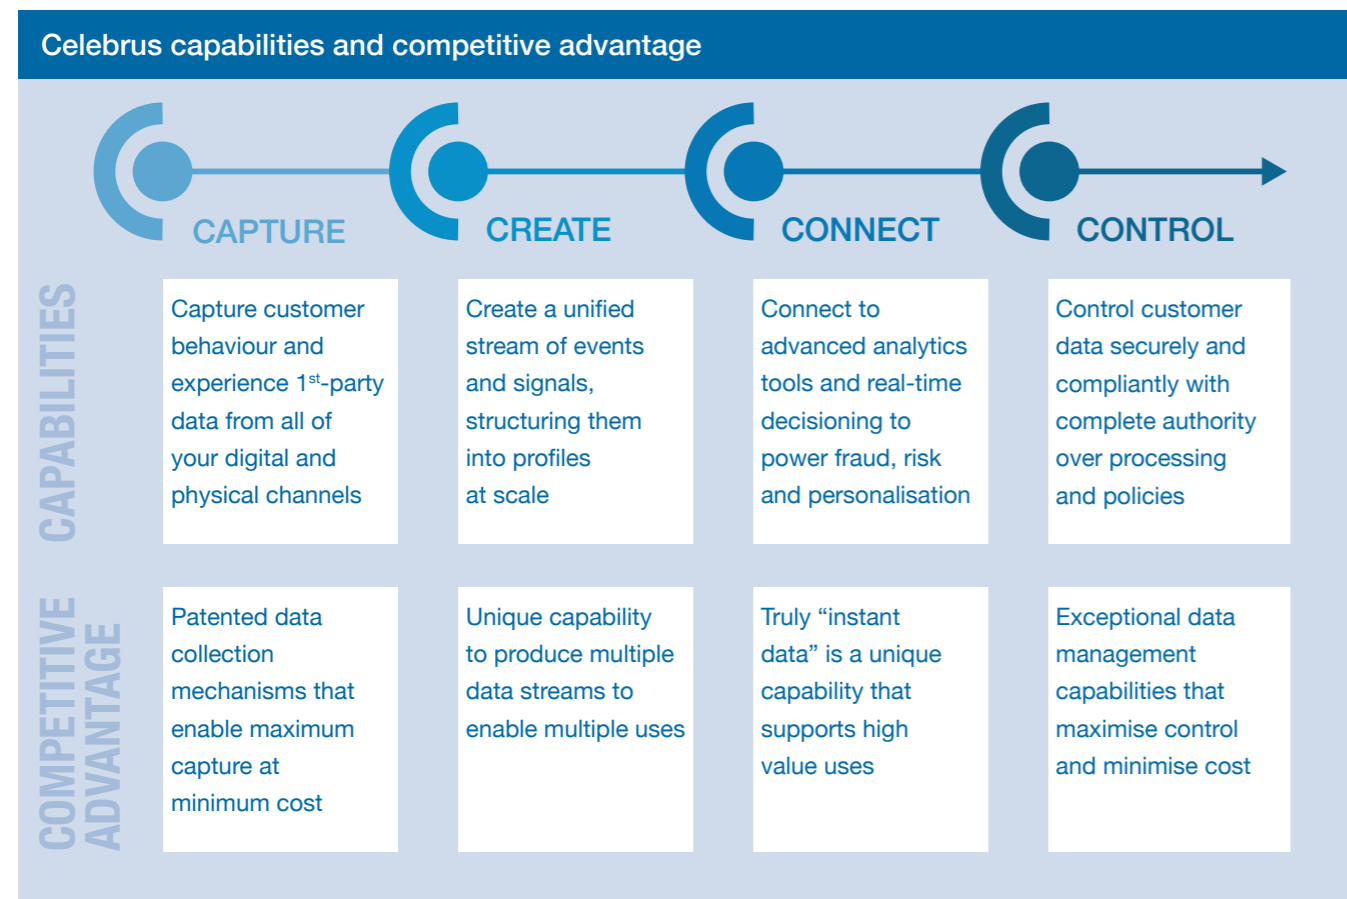 Celebrus capabilities and competitive advantage
CAPTURE
CREATE
CONNECT
CONTROL
CAPABILITIES
Capture customer
behaviour and
experience 1st-party
data from all of
your digital and
physical channels
Create a unified
stream of events
and signals,
structuring them
into profiles
at scale
Connect to
advanced analytics
tools and real-time
decisioning to
power fraud, risk
and personalisation
Control customer
data securely and
compliantly with
complete authority
over processing
and policies
COMPETITIVE
ADVANTAGE
Patented data
collection
mechanisms that
enable maximum
capture at
minimum cost
Unique capability
to produce multiple
data streams to
enable multiple uses
Truly “instant
data” is a unique
capability that
supports high
value uses
Exceptional data
management
capabilities that
maximise control
and minimise cost